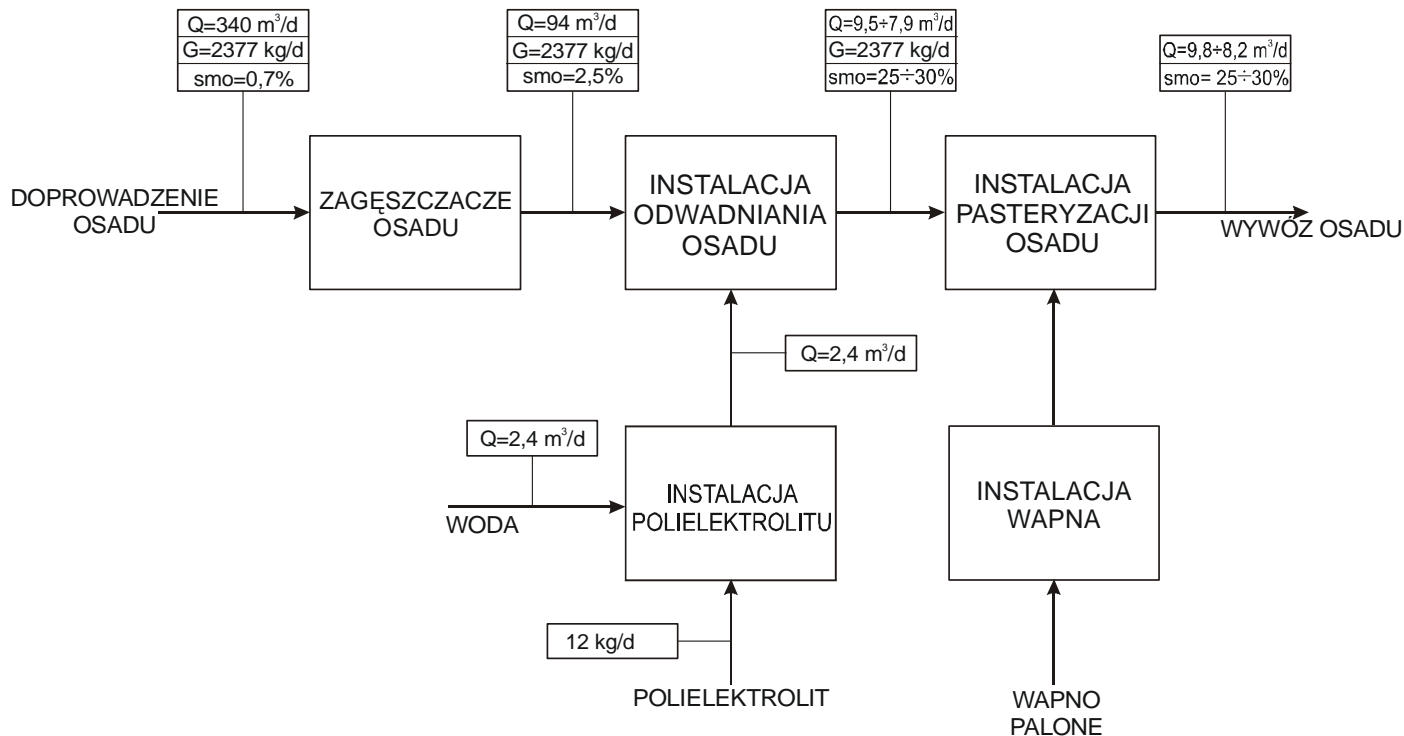 Q=340 m³/d
G=2377 kg/d
smo=0,7%
Q=94 m³/d
G=2377 kg/d
smo=2,5%
Q=9,5÷7,9 m³/d
G=2377 kg/d
smo=25÷30%
Q=9,8÷8,2 m³/d
smo= 25÷30%
DOPROWADZENIE
OSADU
ZAGĘSZCZACZE
OSADU
INSTALACJA
ODWADNIANIA
OSADU
INSTALACJA
PASTERYZACJI
OSADU
WYWÓZ OSADU
Q=2,4 m³/d
Q=2,4 m³/d
WODA
INSTALACJA
POLIELEKTROLITU
INSTALACJA
WAPNA
12 kg/d
POLIELEKTROLIT
WAPNO
PALONE